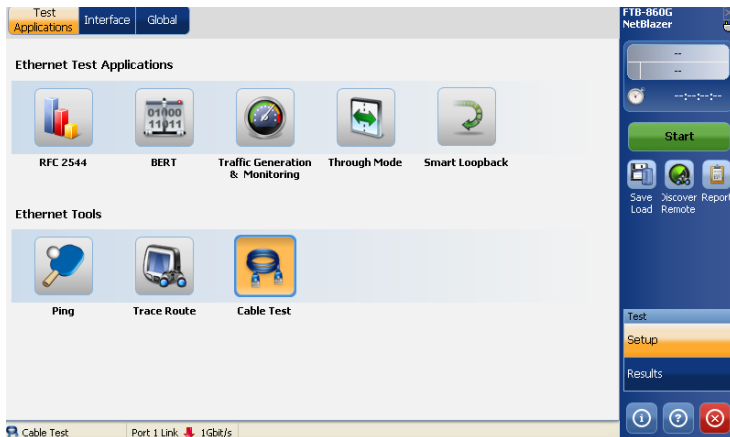 Test Applications
Interface
Global
Ethernet Test Applications
01000
11011
RFC 2544
BERT
Traffic Generation
& Monitoring
Through Mode
Smart Loopback
Ethernet Tools
Ping
Trace Route
Cable Test
Cable Test
Port 1 Link
1Gbit/s
FTB-860G
NetBlazer
--
--
--:--:--:--
Start
Save
Load
Discover
Remote
Report
Test
Setup
Results